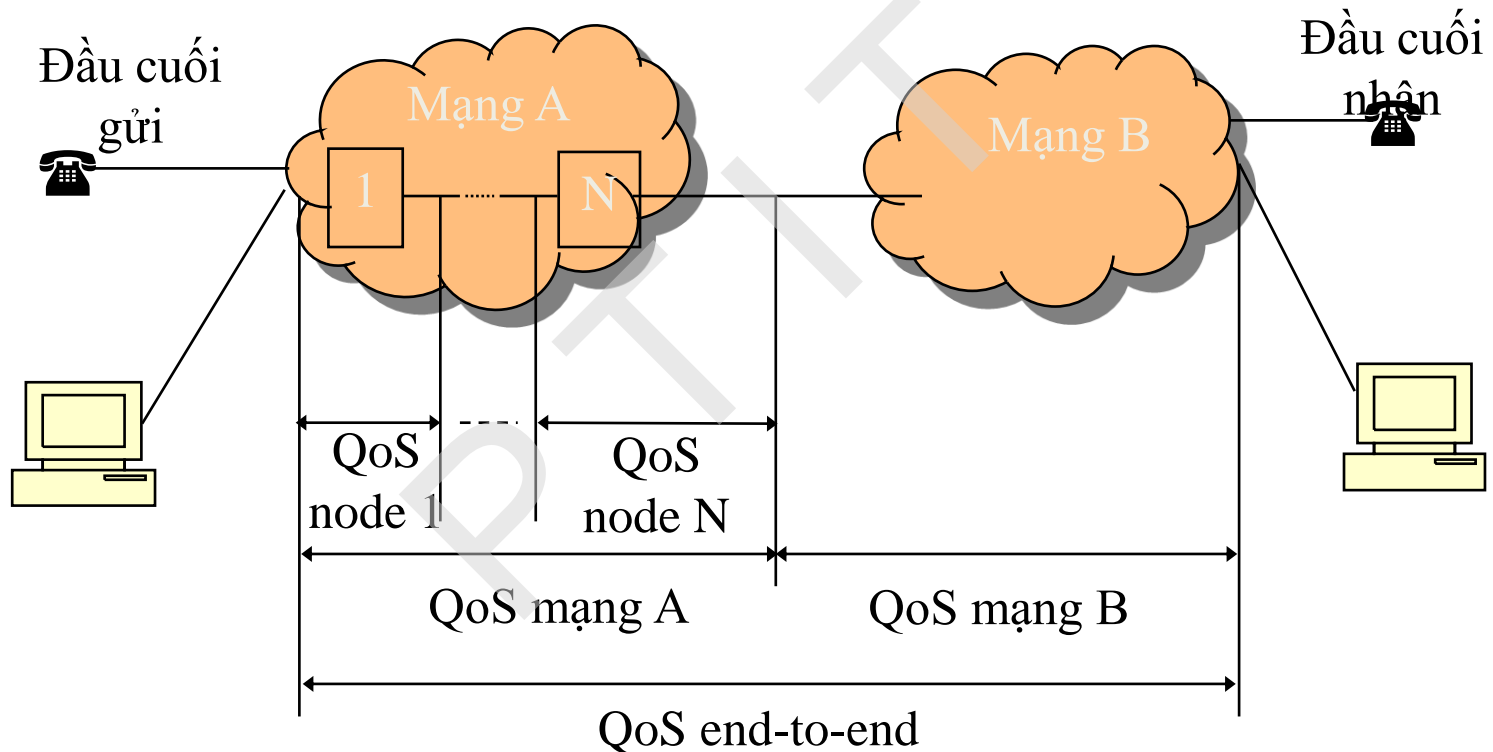 Đầu cuối
gửi
Mạng A
Mạng B
Đầu cuối
nhận
1
N
QoS
node 1
QoS
node N
QoS mạng A
QoS mạng B
QoS end-to-end
PTIT